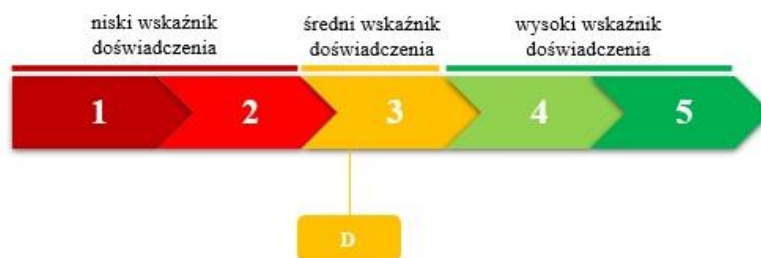 niski wskaźnik
doświadczenia
średni wskaźnik
doświadczenia
wysoki wskaźnik
doświadczenia
1 2 3 4 5
D